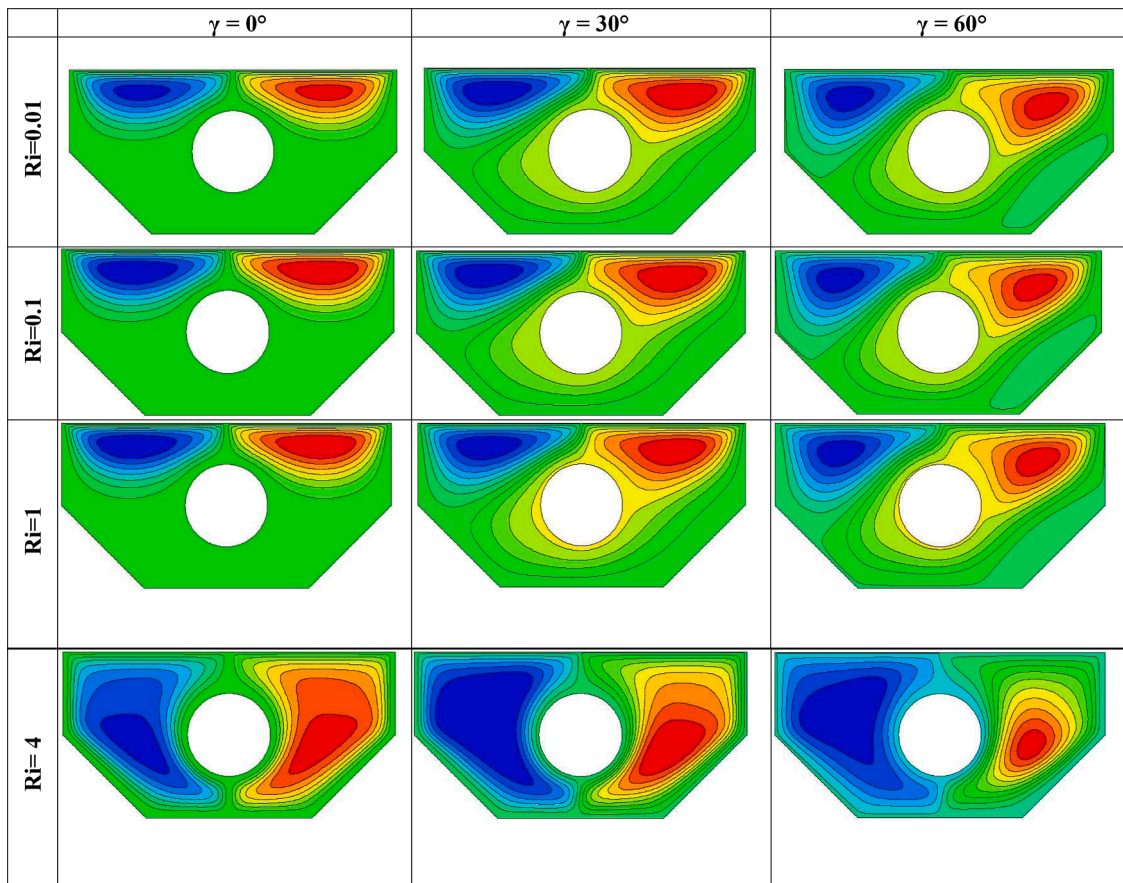 γ = 0°
γ = 30°
γ = 60°
Ri=0.01
Ri=0.1
Ri=1
Ri= 4